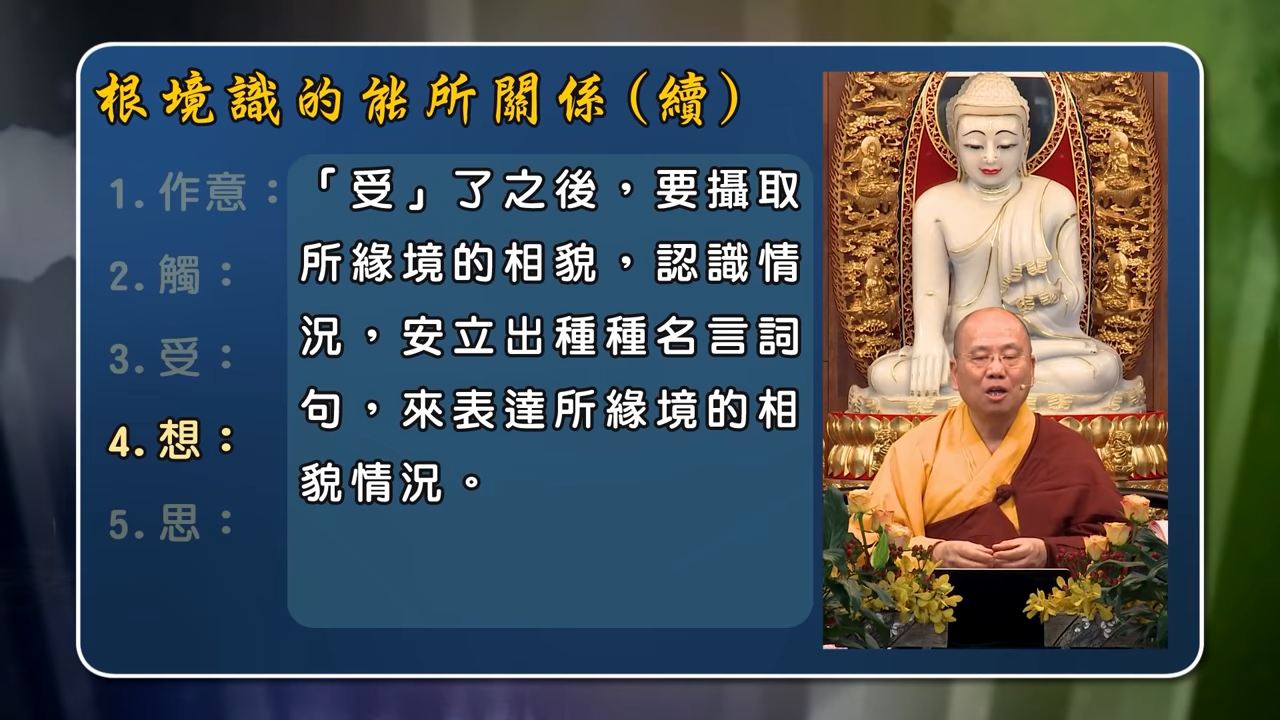 根境識的能所關係(續)
1.作意：
2.觸：
3.受：
4.想：
5.思：
「受」了之後，要攝取
所緣境的相貌，認識情
況，安立出種種名言詞
句，來表達所緣境的相
貌情況。